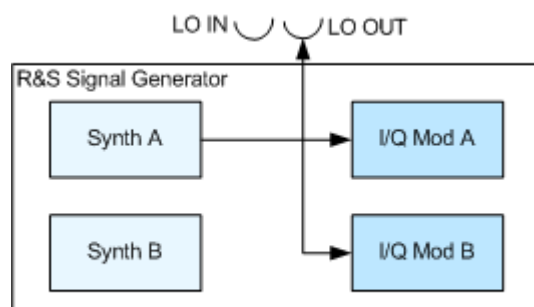 LO IN LO OUT
R&S Signal Generator
Synth A I/Q Mod A
Synth B I/Q Mod B